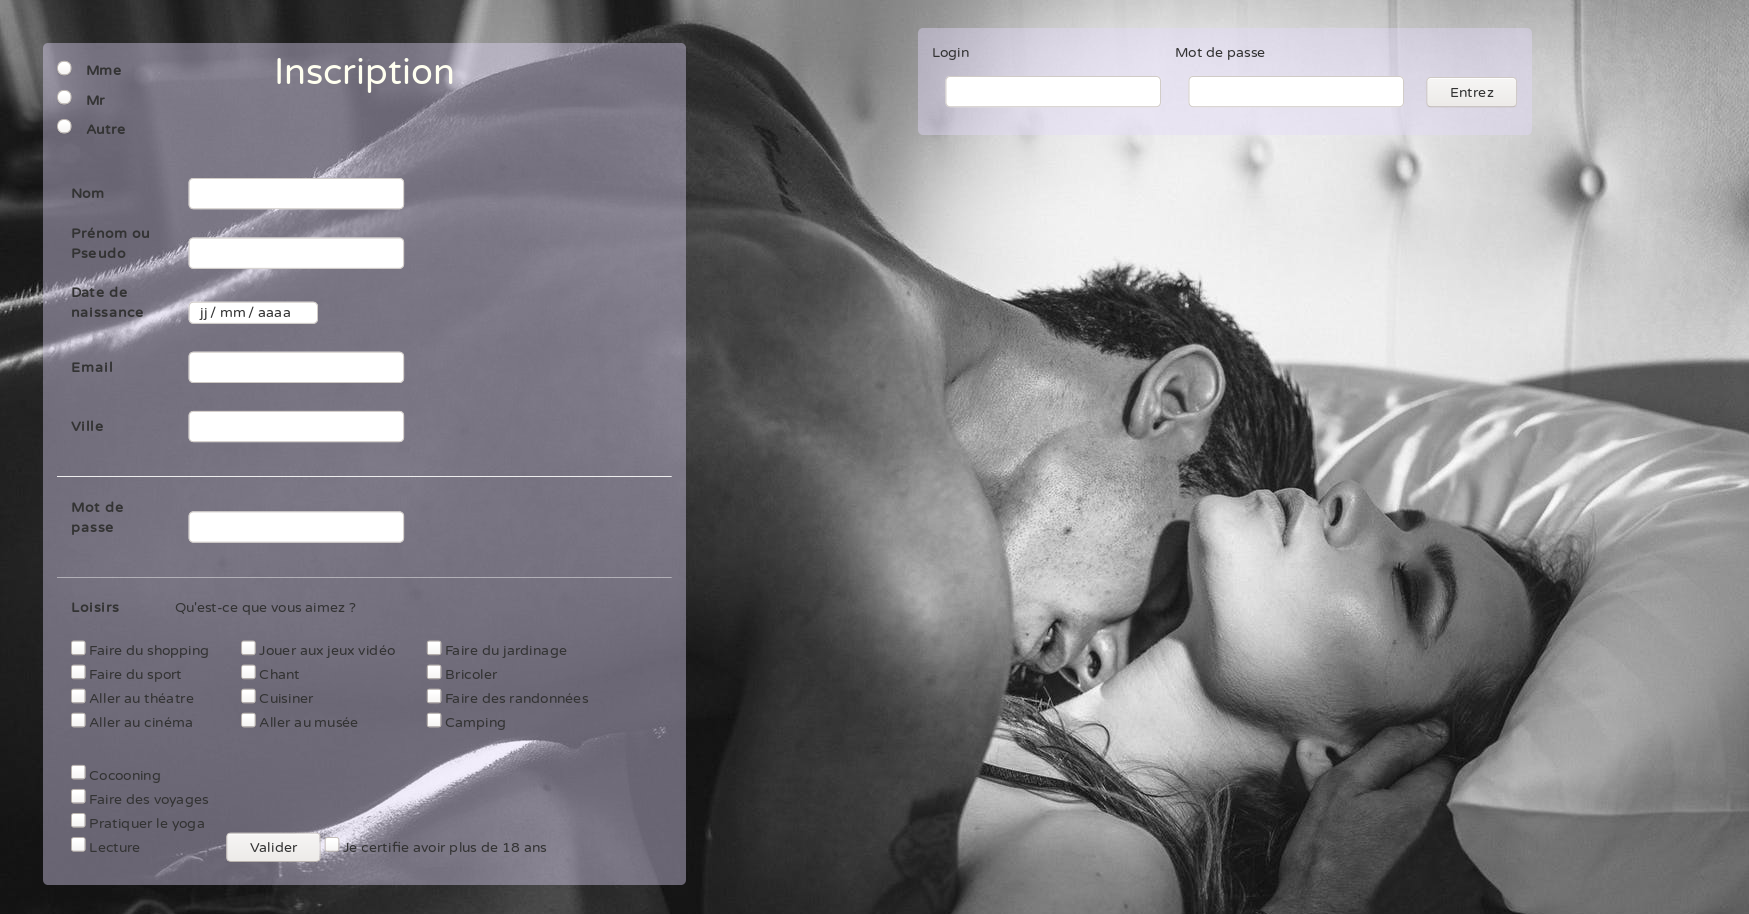 Inscription
Mme
Mr
Autre
Nom
Prénom ou
Pseudo
Date de
naissance
jj / mm / aaaa
Email
Ville
Mot de
passe
Loisirs
Qu'est-ce que vous aimez ?
Faire du shopping
Jouer aux jeux vidéo
Faire du jardinage
Faire du sport
Chant
Bricoler
Aller au théatre
Cuisiner
Faire des randonnées
Aller au cinéma
Aller au musée
Camping
Cocooning
Faire des voyages
Pratiquer le yoga
Lecture
Valider
Je certifie avoir plus de 18 ans
Login
Mot de passe
Entrez